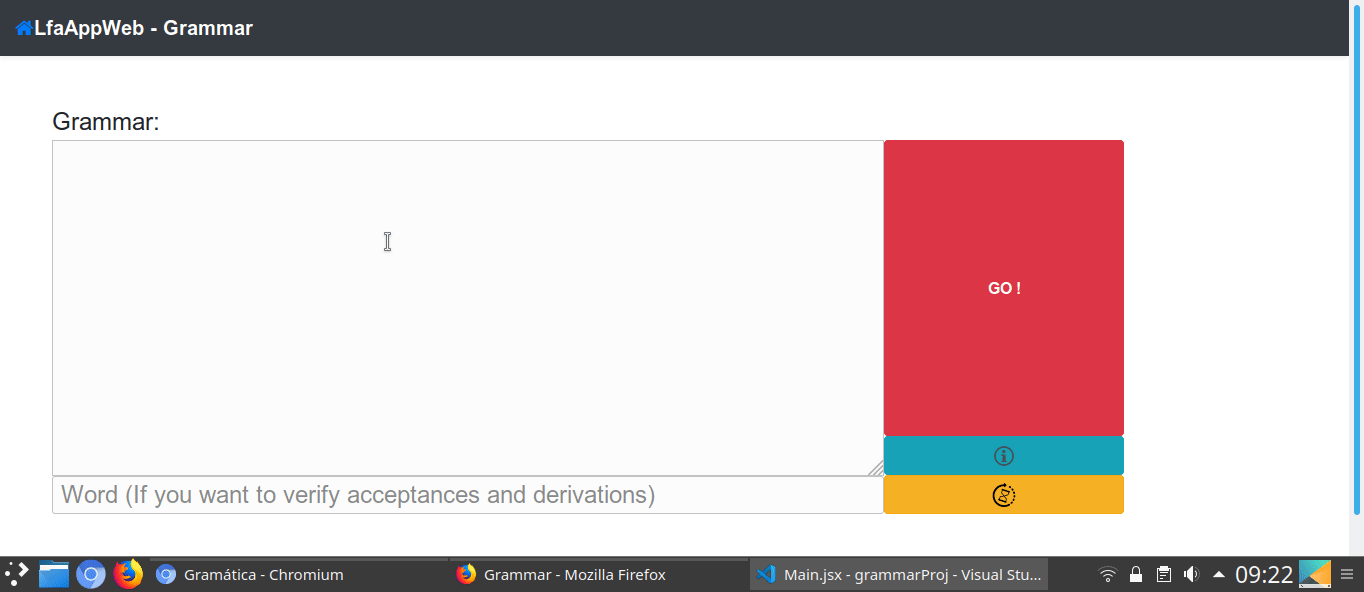 LfaAppWeb - Grammar
Grammar:
GO !
Word (If you want to verify acceptances and derivations)
Gramática - Chromium
Grammar - Mozilla Firefox
Main.jsx - grammarProj - Visual Stu...
09:22